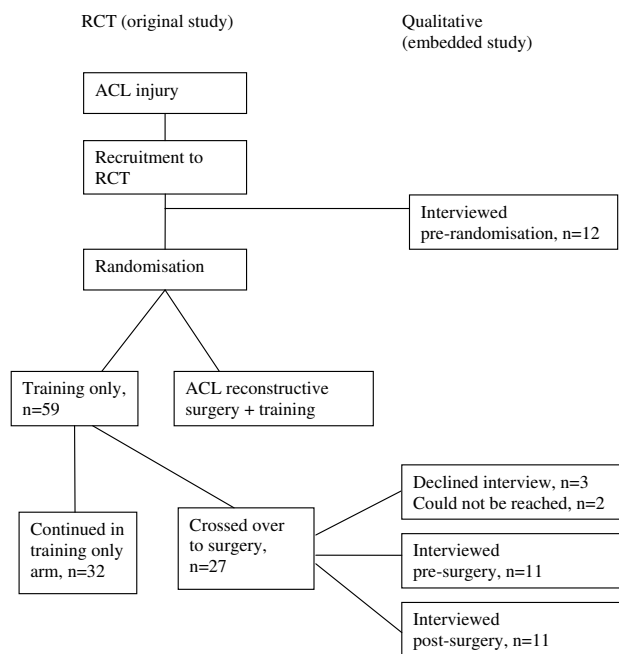 RCT (original study)
Qualitative
(embedded study)
ACL injury
Recruitment to
RCT
Interviewed
pre-randomisation, n=12
Randomisation
Training only,
n=59
ACL reconstructive
surgery + training
Declined interview, n=3
Could not be reached, n=2
Continued in
training only
arm, n=32
Crossed over
to surgery,
n=27
Interviewed
pre-surgery, n=11
Interviewed
post-surgery, n=11